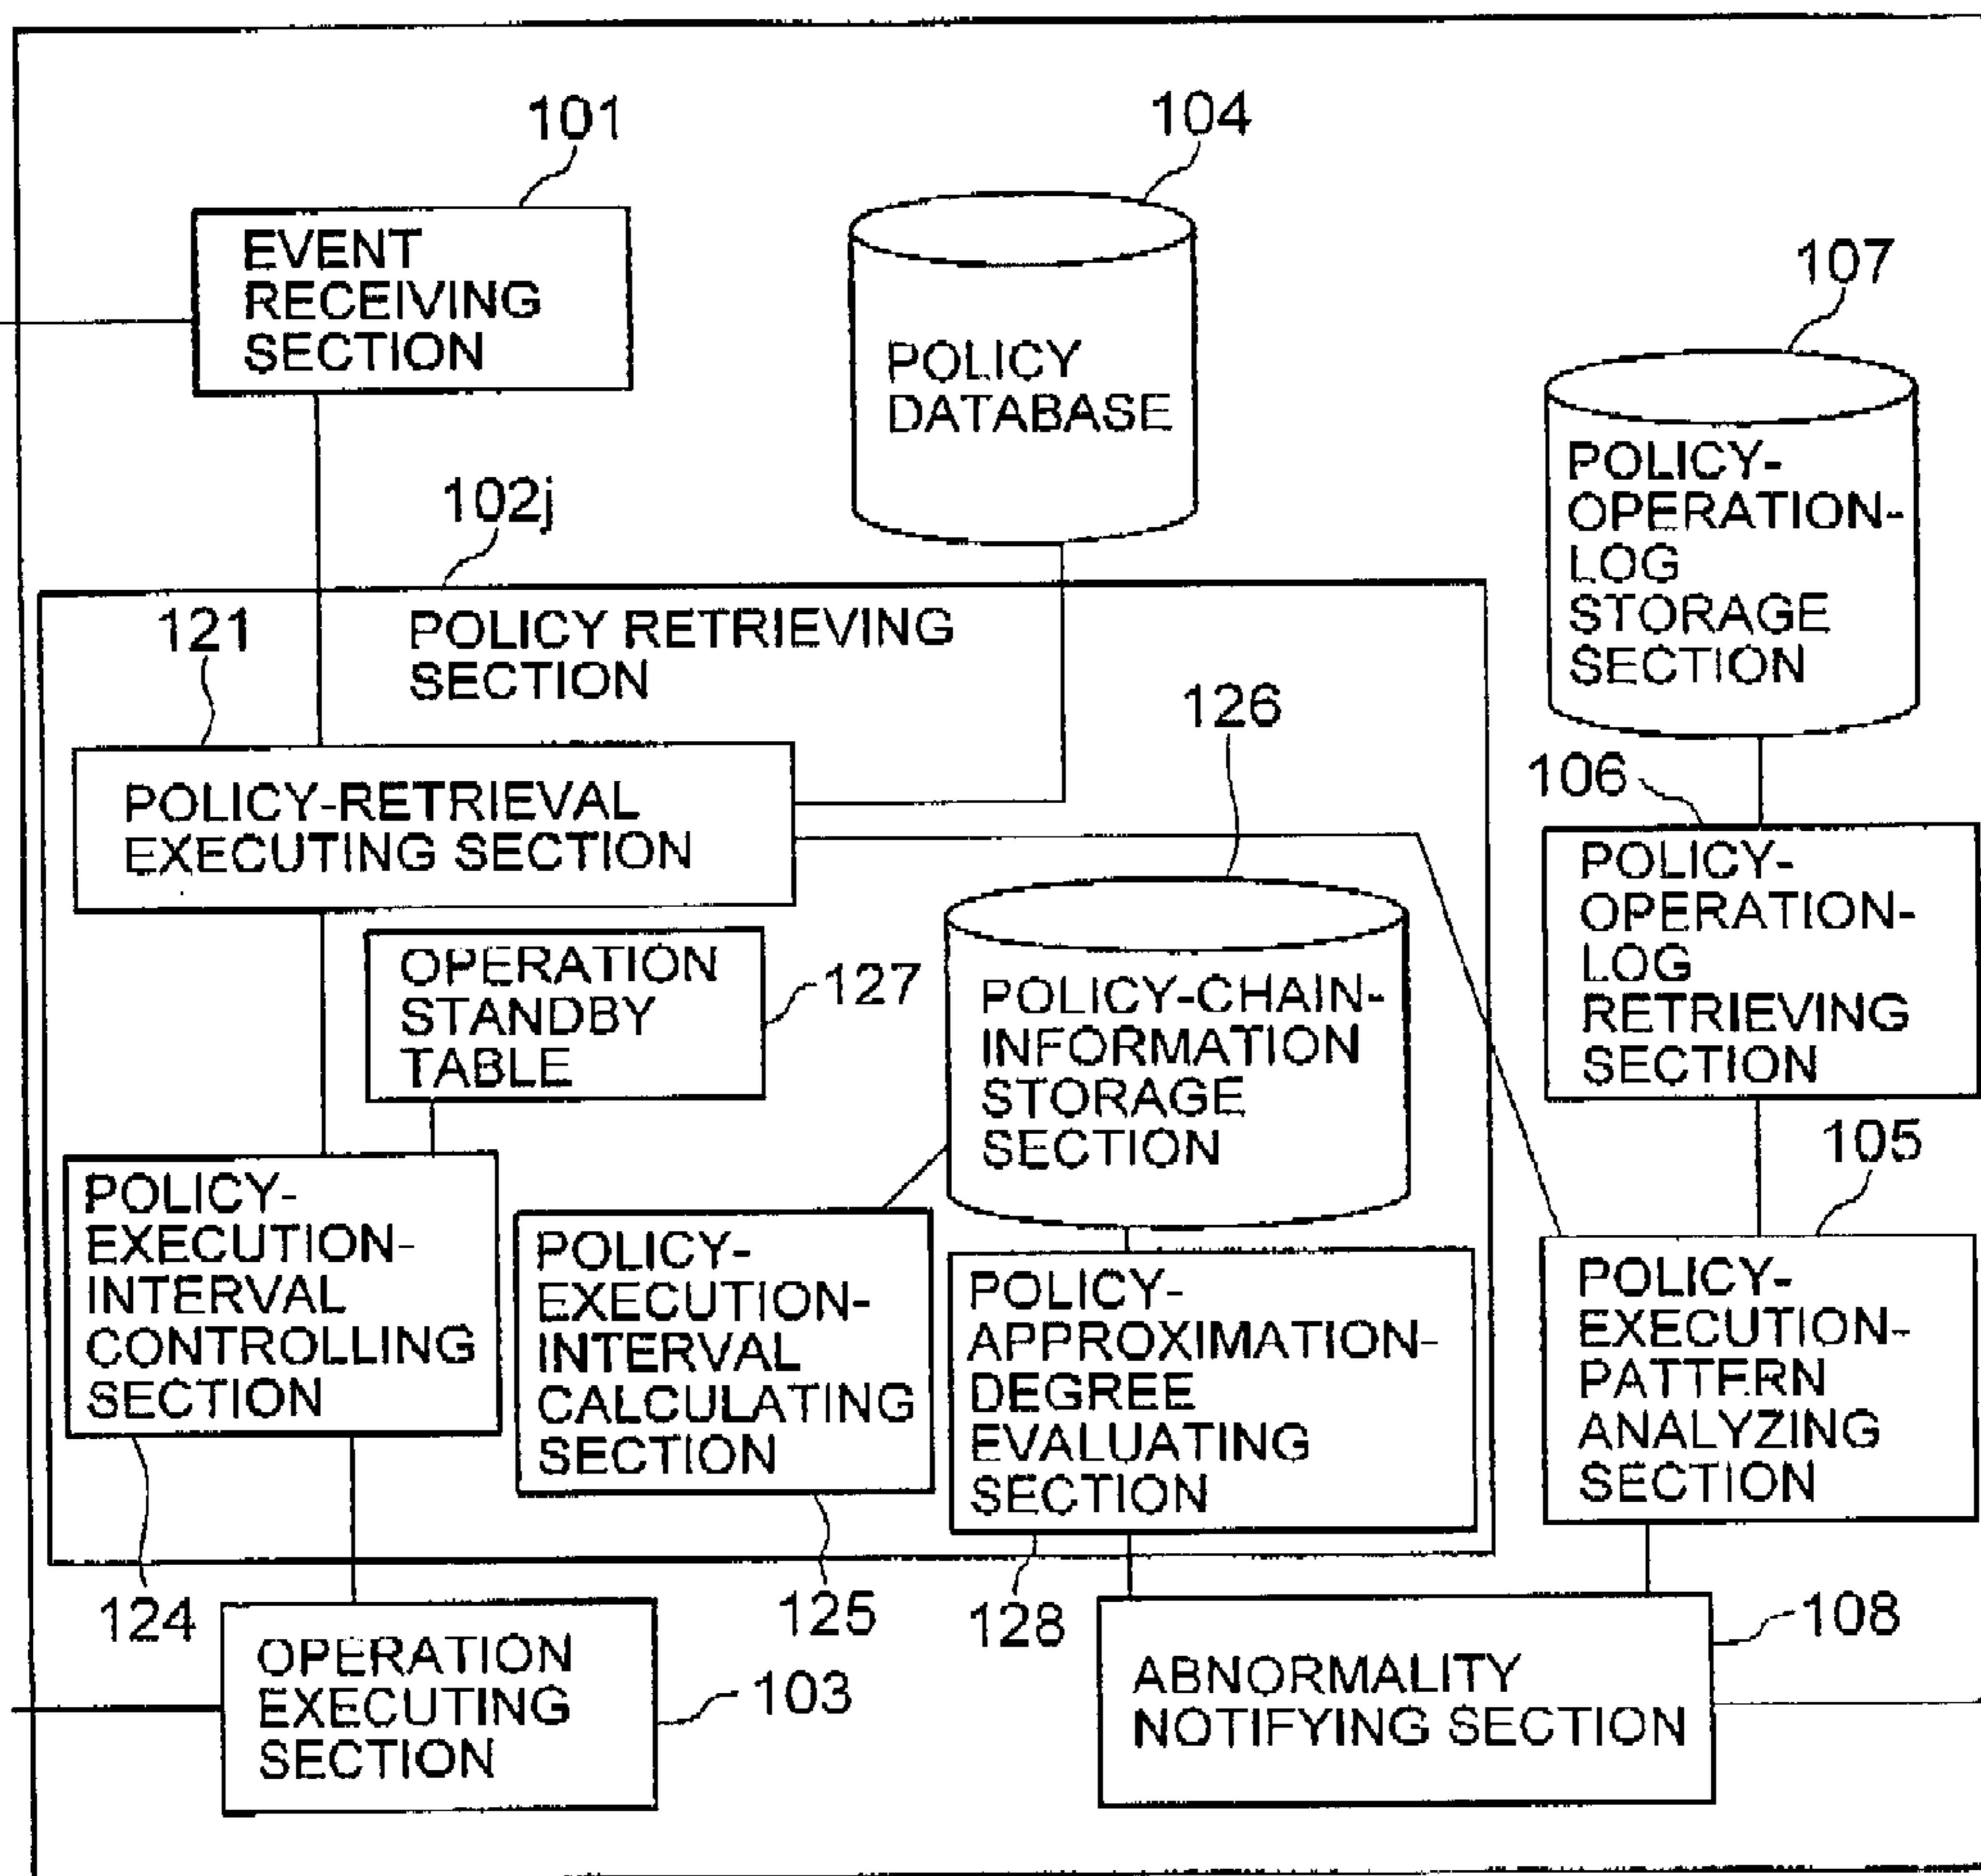 101
EVENT
RECEIVING
SECTION
104
POLICY
DATABASE
107
POLICY-
OPERATION-
LOG
STORAGE
SECTION
102j
POLICY RETRIEVING
SECTION
121
POLICY-RETRIEVAL
EXECUTING SECTION
126
POLICY-CHAIN-
INFORMATION
STORAGE
SECTION
106
POLICY-
OPERATION-
LOG
RETRIEVING
SECTION
OPERATION
STANDBY
TABLE
127
105
POLICY-
EXECUTION-
INTERVAL
CONTROLLING
SECTION
124
POLICY-
EXECUTION-
INTERVAL
CALCULATING
SECTION
125
POLICY-
APPROXIMATION-
DEGREE
EVALUATING
SECTION
128
POLICY-
EXECUTION-
PATTERN
ANALYZING
SECTION
OPERATION
EXECUTING
SECTION
103
ABNORMALITY
NOTIFYING SECTION
108